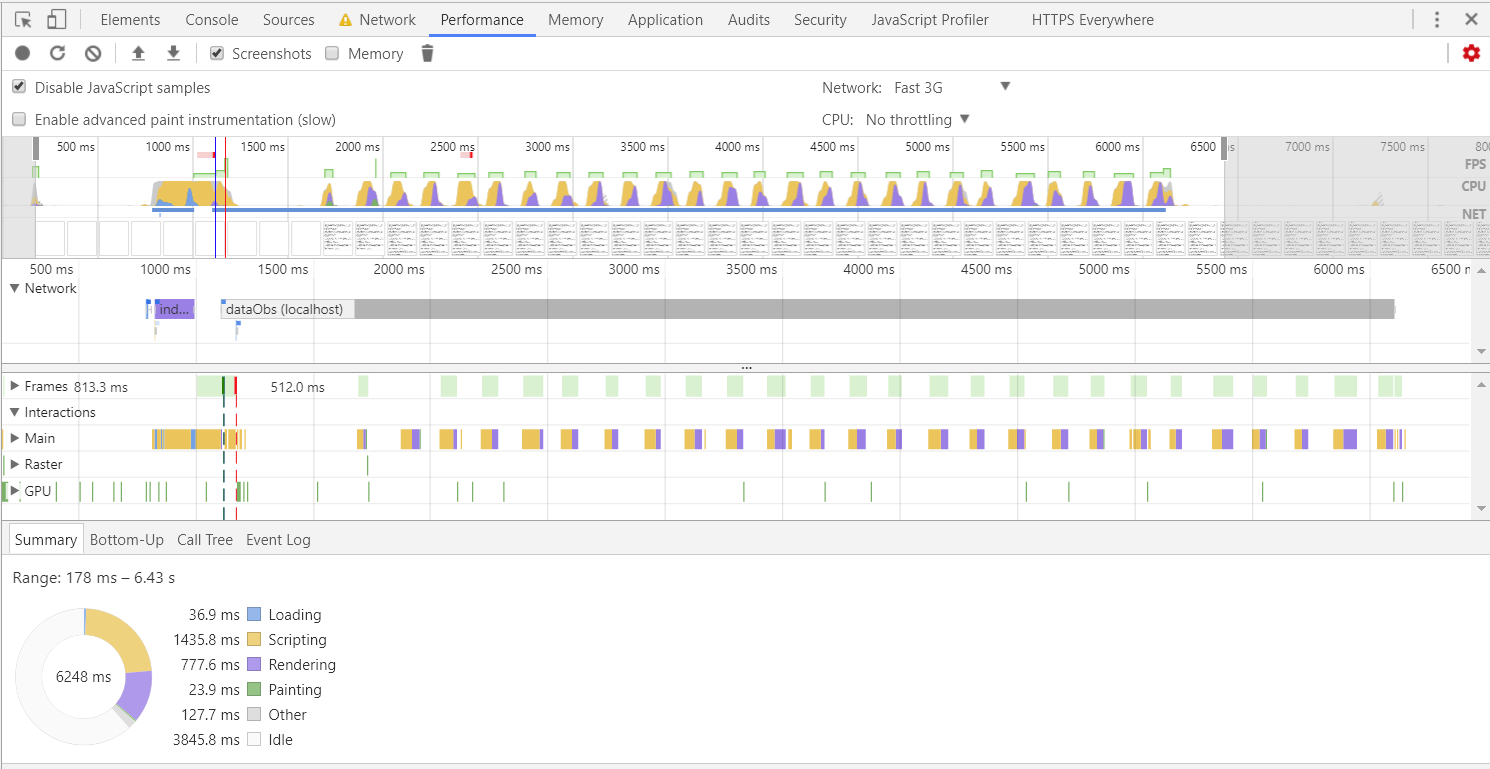 Elements Console Sources Network Performance Memory Application Audits Security JavaScript Profiler HTTPS Everywhere
Screenshots Memory
Disable JavaScript samples Network: Fast 3G
Enable advanced paint instrumentation (slow) CPU: No throttling
500 ms 1000 ms 1500 ms 2000 ms 2500 ms 3000 ms 3500 ms 4000 ms 4500 ms 5000 ms 5500 ms 6000 ms 6500 7000 ms 7500 ms
FPS
CPU
NET
500 ms 1000 ms 1500 ms 2000 ms 2500 ms 3000 ms 3500 ms 4000 ms 4500 ms 5000 ms 5500 ms 6000 ms 6500
Network
ind... dataObs (localhost)
...
Frames 813.3 ms 512.0 ms
Interactions
Main
Raster
GPU
Summary Bottom-Up Call Tree Event Log
Range: 178 ms – 6.43 s
36.9 ms Loading
1435.8 ms Scripting
6248 ms 777.6 ms Rendering
23.9 ms Painting
127.7 ms Other
3845.8 ms Idle